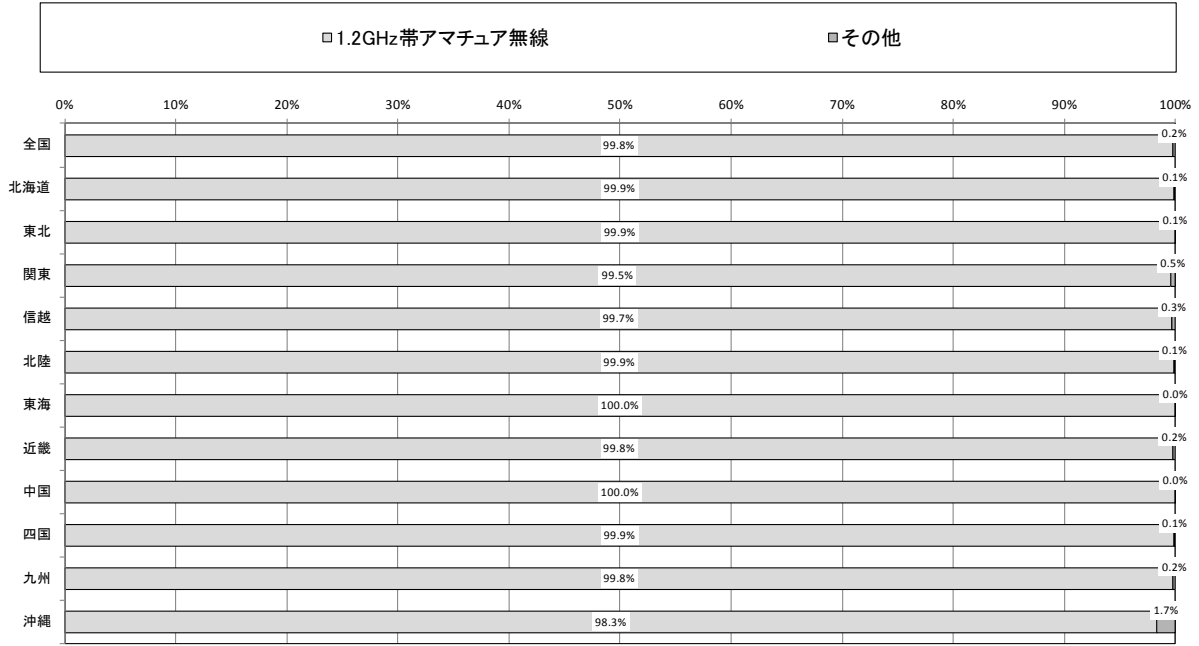 1.2GHz帯アマチュア無線 その他
0% 10% 20% 30% 40% 50% 60% 70% 80% 90% 100%
全国 99.8% 0.2%
北海道 99.9% 0.1%
東北 99.9% 0.1%
関東 99.5% 0.5%
信越 99.7% 0.3%
北陸 99.9% 0.1%
東海 100.0% 0.0%
近畿 99.8% 0.2%
中国 100.0% 0.0%
四国 99.9% 0.1%
九州 99.8% 0.2%
沖縄 98.3% 1.7%